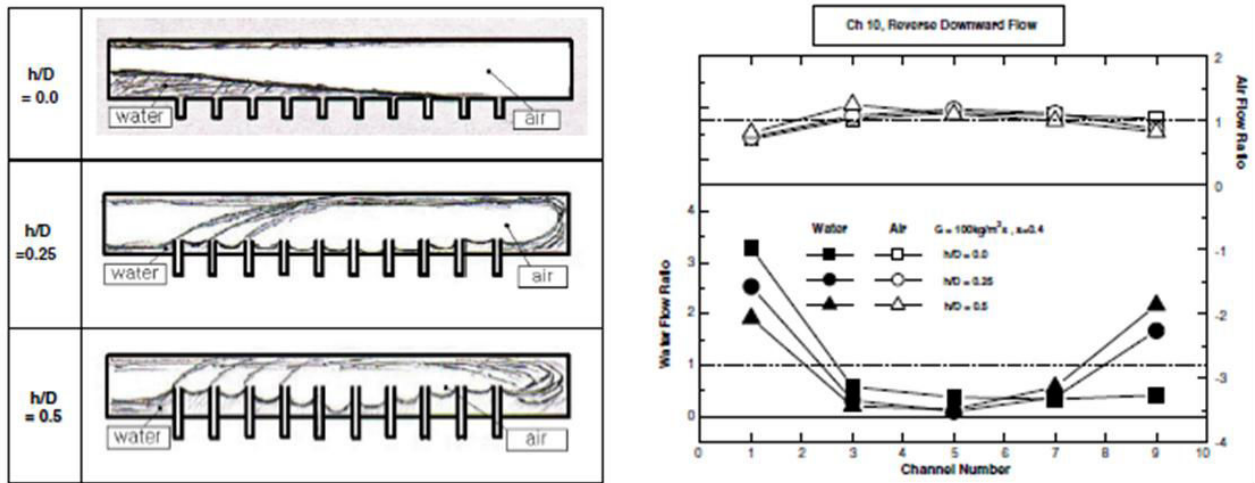 h/D
= 0.0
water
air
h/D
=0.25
water
air
h/D
= 0.5
water
air
Ch 10, Reverse Downward Flow
2
1
0
-1
-2
-3
-4
Air Flow Ratio
4
3
2
1
0
Water Flow Ratio
Water Air G = 100kg/m²s , x=0.4
h/D = 0.0
h/D = 0.25
h/D = 0.5
0 1 2 3 4 5 6 7 8 9 10
Channel Number